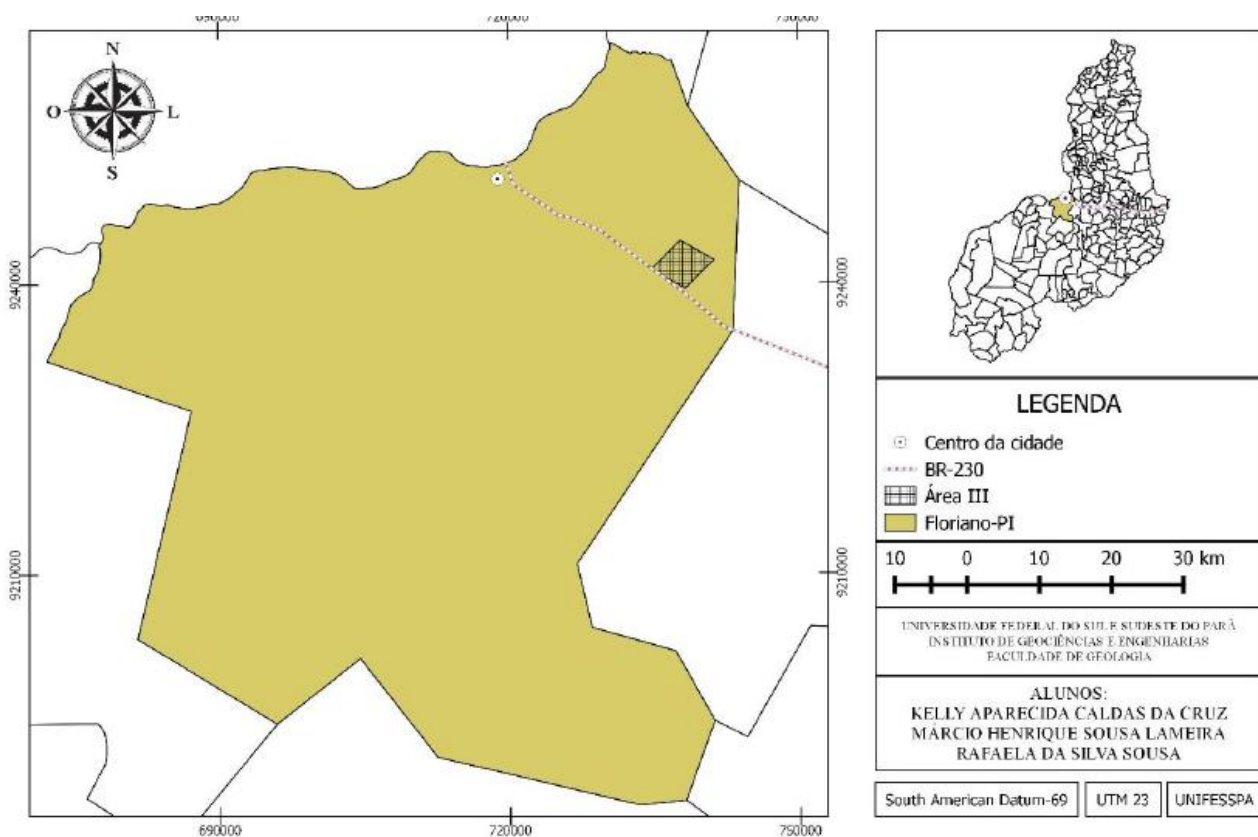 690000 720000 750000
N
O L
S
9240000 9240000
9210000 9210000
690000 720000 750000
LEGENDA
Centro da cidade
BR-230
Área III
Floriano-PI
10 0 10 20 30 km
UNIVERSIDADE FEDERAL DO SUL E SUDESTE DO PARÁ
INSTITUTO DE GEOCIÊNCIAS E ENGENHARIAS
FACULDADE DE GEOLOGIA
ALUNOS:
KELLY APARECIDA CALDAS DA CRUZ
MÁRCIO HENRIQUE SOUSA LAMEIRA
RAFAELA DA SILVA SOUSA
South American Datum-69 UTM 23 UNIFESSPA